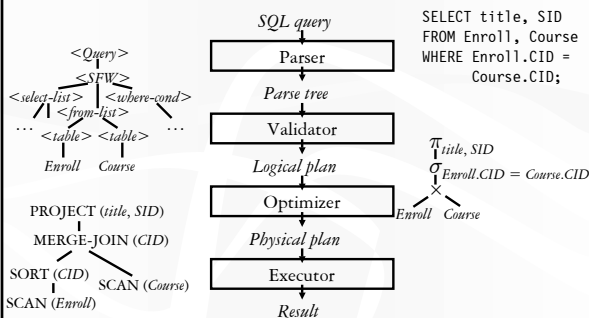 SQL query
Parser
Parse tree
Validator
Logical plan
Optimizer
Physical plan
Executor
Result
SELECT title, SID
FROM Enroll, Course
WHERE Enroll.CID =
Course.CID;
<Query>
<SFW>
<select-list> <where-cond>
<from-list>
… <table> <table> …
Enroll Course
π title, SID
σ Enroll.CID = Course.CID
×
Enroll Course
PROJECT (title, SID)
MERGE-JOIN (CID)
SORT (CID)
SCAN (Course)
SCAN (Enroll)